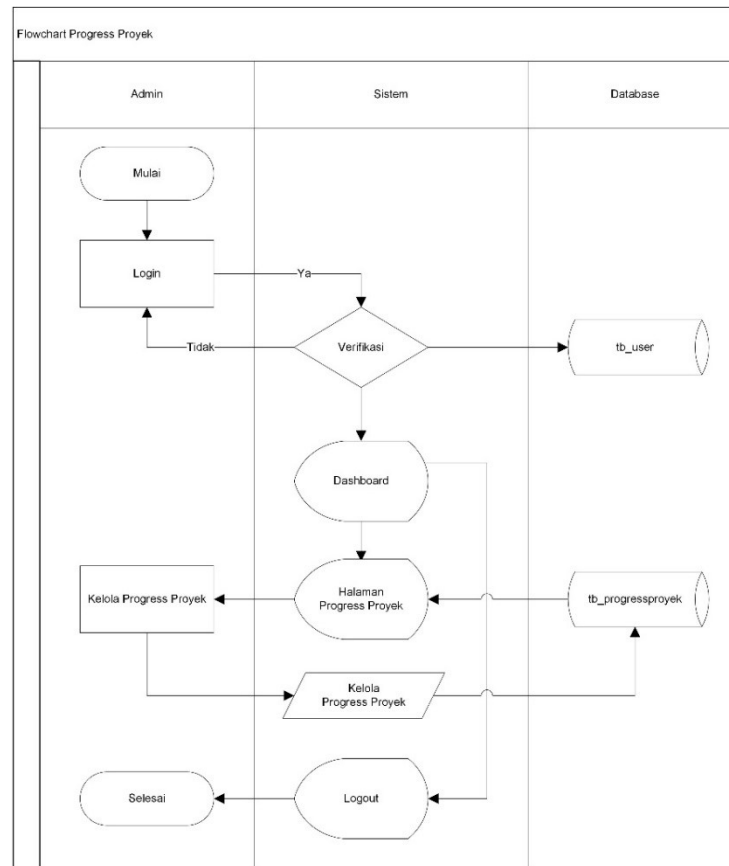 Flowchart Progress Proyek
Admin
Sistem
Database
Mulai
Login
Ya
Tidak
Verifikasi
tb_user
Dashboard
Kelola Progress Proyek
Halaman
Progress Proyek
tb_progressproyek
Kelola
Progress Proyek
Selesai
Logout